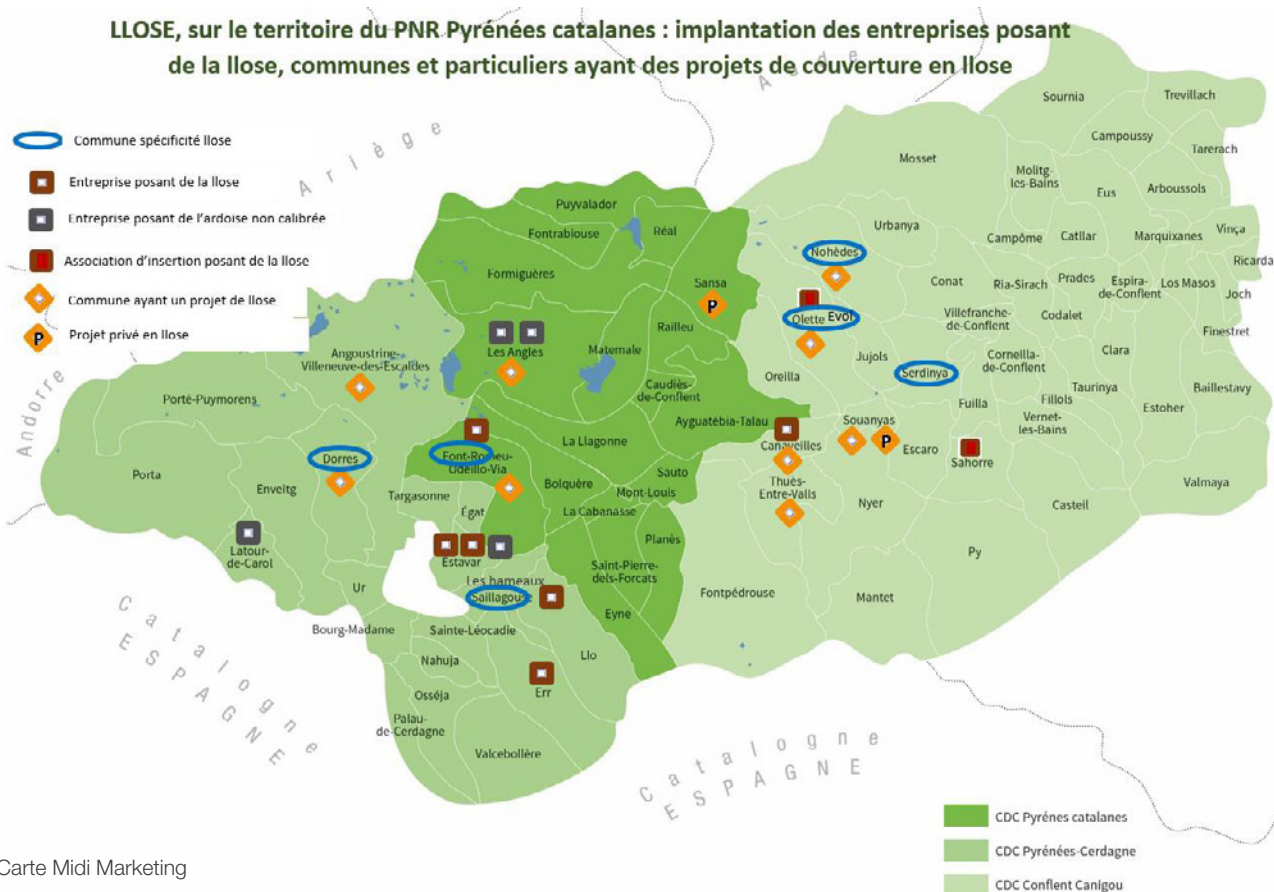 LLOSE, sur le territoire du PNR Pyrénées catalanes : implantation des entreprises posant
de la llose, communes et particuliers ayant des projets de couverture en llose
Commune spécificité llose
Entreprise posant de la llose
Entreprise posant de l'ardoise non calibrée
Association d'insertion posant de la llose
Commune ayant un projet de llose
P
Projet privé en llose
Aude
Ariège
Andorre
Sournia
Trevillach
Campoussy
Tarerach
Mosset
Molitg-
les-Bains
Eus
Arboussols
Puyvalador
Fontrabiouse
Réal
Urbanya
Campôme
Catllar
Marquixanes
Vinça
Nohèdes
Ricarda
Formiguères
Sansa
P
Conat
Ria-Sirach
Prades
Espira-
de-Conflent
Los Masos
Joch
Olette Evol
Villefranche-
de-Conflent
Codalet
Finestret
Railleu
Les Angles
Matemale
Angoustrine-
Villeneuve-des-Escaldes
Jujols
Corneilla-
de-Conflent
Clara
Oreilla
Serdinya
Caudiès-
de-Conflent
Taurinya
Baillestavy
Porté-Puymorens
Fuilla
Fillols
Estoher
Vernet-
les-Bains
Ayguatébia-Talau
Souanyas
P
Escaro
La Llagonne
Canaveilles
Sahorre
Font-Romeu-
Odeillo-Via
Dorres
Porta
Enveitg
Sauto
Thuès-
Entre-Valls
Valmaya
Bolquère
Mont-Louis
Targasonne
Nyer
Casteil
Égat
La Cabanasse
Planès
Py
Latour-
de-Carol
Estavar
Saint-Pierre-
dels-Forcats
Les hameaux
Ur
Saillagouse
Fontpédrouse
Mantet
Eyne
Bourg-Madame
Sainte-Léocadie
Llo
Nahuja
Err
Osséja
Palau-
de-Cerdagne
Valcebollère
Catalogne
ESPAGNE
Catalogne
ESPAGNE
CDC Pyrénes catalanes
CDC Pyrénées-Cerdagne
CDC Conflent Canigou
Carte Midi Marketing